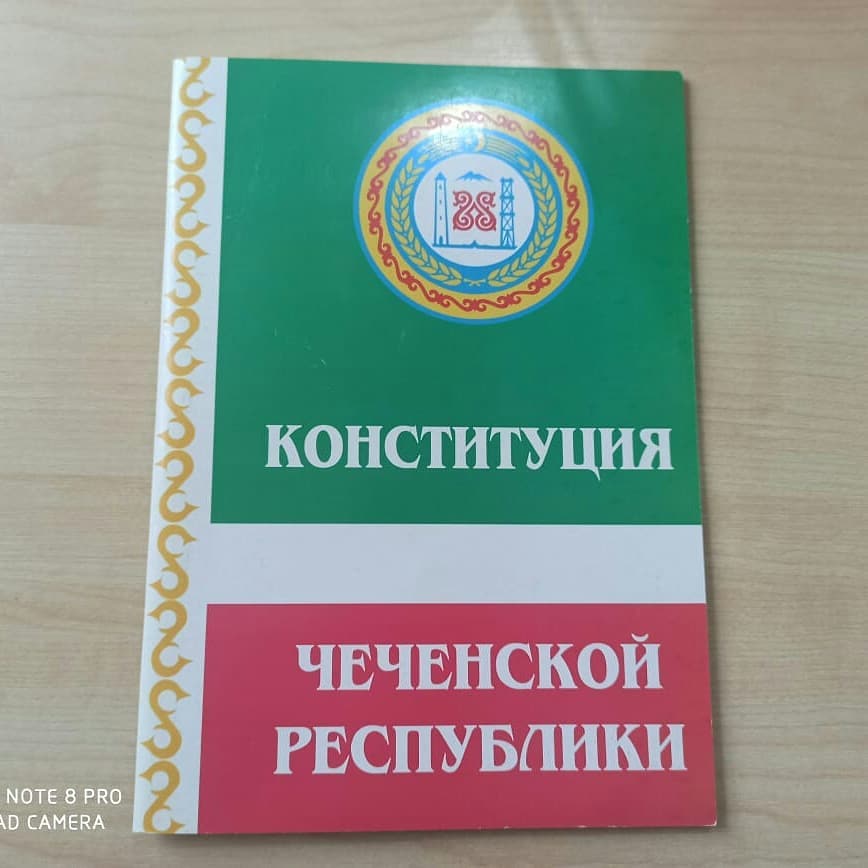 КОНСТИТУЦИЯ
ЧЕЧЕНСКОЙ
РЕСПУБЛИКИ
NOTE 8 PRO
AD CAMERA